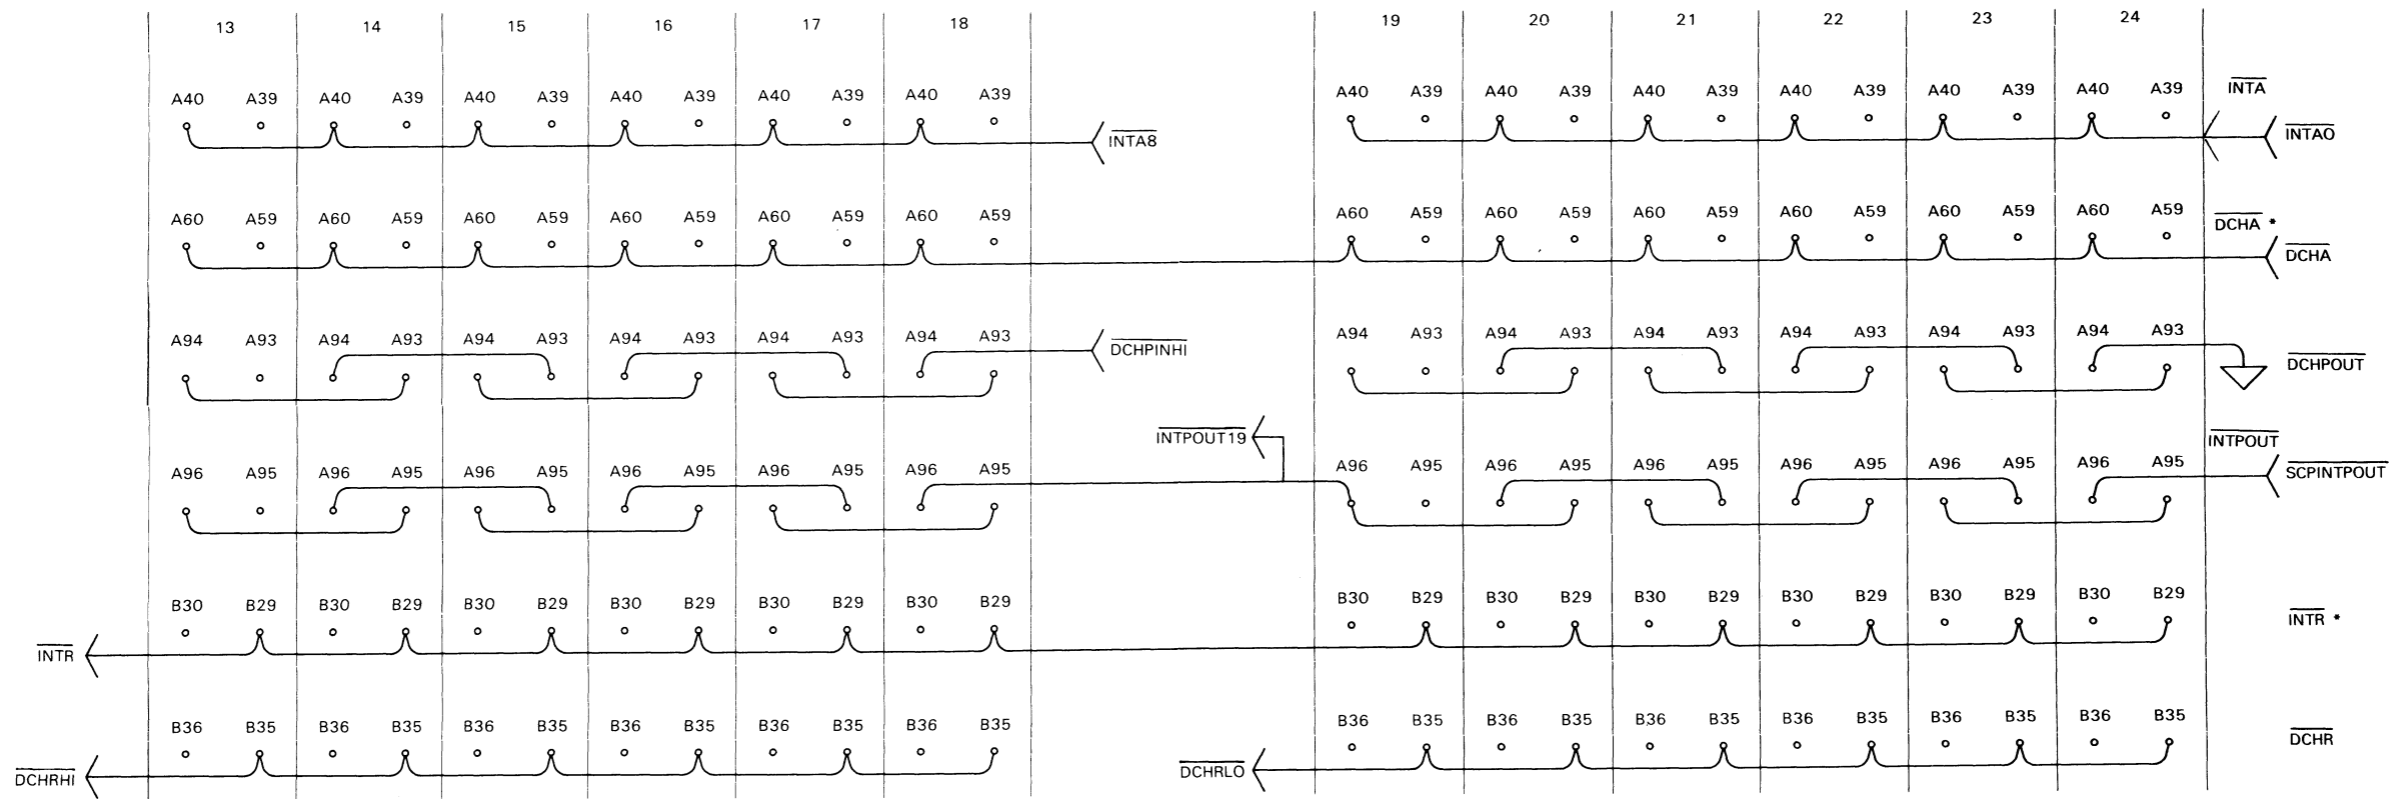 13 14 15 16 17 18 19 20 21 22 23 24
A40 A39 A40 A39 A40 A39 A40 A39 A40 A39 A40 A39 A40 A39 A40 A39 A40 A39 A40 A39 A40 A39 A40 A39 INTA
INTA8 INTAO
A60 A59 A60 A59 A60 A59 A60 A59 A60 A59 A60 A59 A60 A59 A60 A59 A60 A59 A60 A59 A60 A59 A60 A59 DCHA *
DCHA
A94 A93 A94 A93 A94 A93 A94 A93 A94 A93 A94 A93 DCHPINHI A94 A93 A94 A93 A94 A93 A94 A93 A94 A93 A94 A93
DCHPOUT
INTPOUT19 INTPOUT
A96 A95 A96 A95 A96 A95 A96 A95 A96 A95 A96 A95 A96 A95 A96 A95 A96 A95 A96 A95 A96 A95 A96 A95 SCPINTPOUT
B30 B29 B30 B29 B30 B29 B30 B29 B30 B29 B30 B29 B30 B29 B30 B29 B30 B29 B30 B29 B30 B29 B30 B29 INTR *
INTR
B36 B35 B36 B35 B36 B35 B36 B35 B36 B35 B36 B35 B36 B35 B36 B35 B36 B35 B36 B35 B36 B35 B36 B35 DCHR
DCHRHI DCHRLO